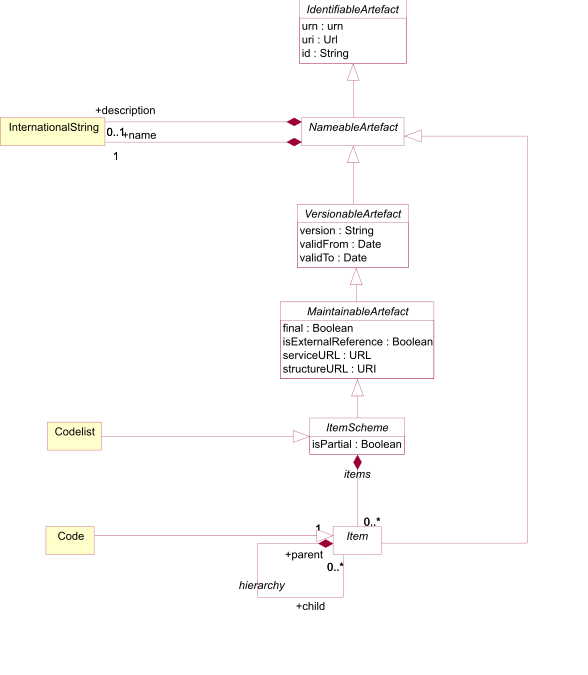 IdentifiableArtefact
urn : urn
uri : Url
id : String
+description
InternationalString
0..1
+name
1
NameableArtefact
VersionableArtefact
version : String
validFrom : Date
validTo : Date
MaintainableArtefact
final : Boolean
isExternalReference : Boolean
serviceURL : URL
structureURL : URI
Codelist
ItemScheme
isPartial : Boolean
items
0..*
Code
1
Item
+parent
0..*
hierarchy
+child